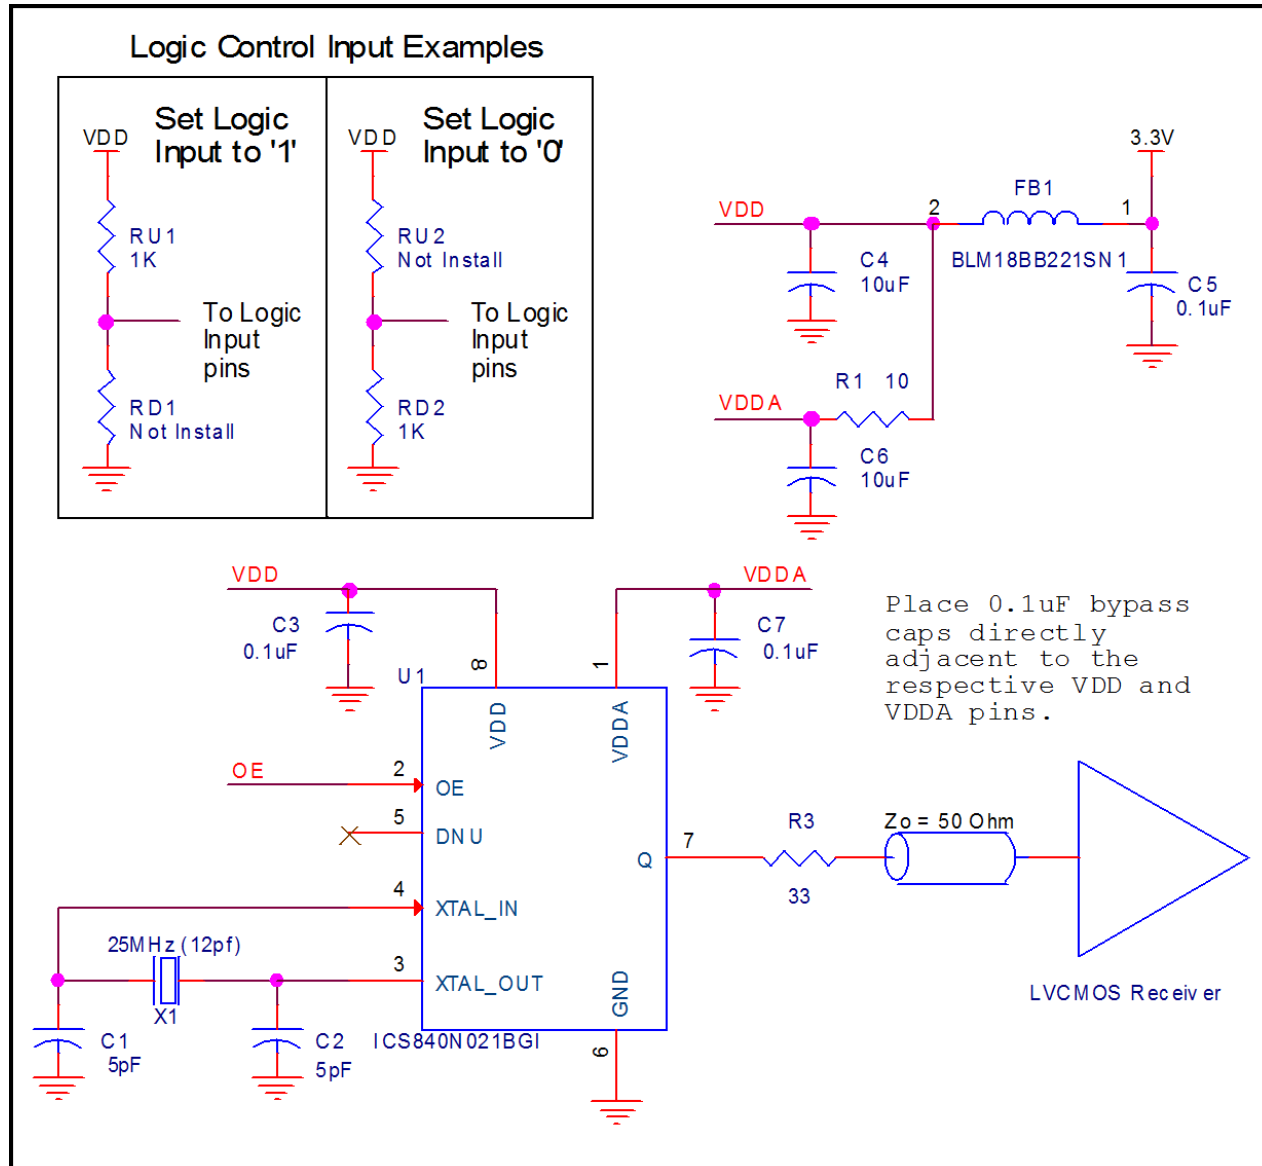 Logic Control Input Examples
Set Logic
Input to '1'
VDD
RU1
1K
To Logic
Input
pins
RD1
Not Install
Set Logic
Input to '0'
VDD
RU2
Not Install
To Logic
Input
pins
RD2
1K
3.3V
VDD
2
FB1
1
BLM18BB221SN1
C4
10uF
C5
0.1uF
R1 10
VDDA
C6
10uF
VDD
C3
0.1uF
VDDA
C7
0.1uF
Place 0.1uF bypass
caps directly
adjacent to the
respective VDD and
VDDA pins.
U1
8
VDD
1
VDDA
OE
2
OE
5
DNU
4
XTAL_IN
3
XTAL_OUT
Q
7
GND
6
ICS840N021BGI
25MHz (12pf)
X1
C1
5pF
C2
5pF
R3
33
Zo = 50 Ohm
LVCMOS Receiver